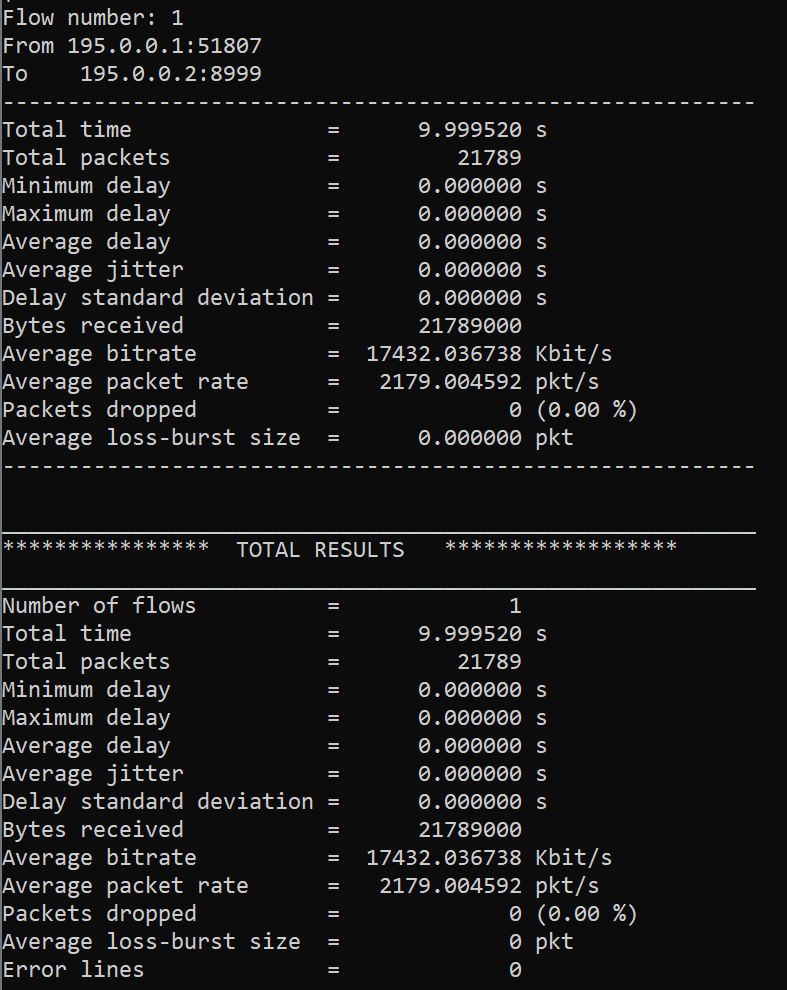 Flow number: 1
From 195.0.0.1:51807
To    195.0.0.2:8999
----------------------------------------------------------
Total time               =      9.999520 s
Total packets            =         21789
Minimum delay            =      0.000000 s
Maximum delay            =      0.000000 s
Average delay            =      0.000000 s
Average jitter           =      0.000000 s
Delay standard deviation =      0.000000 s
Bytes received           =      21789000
Average bitrate          =  17432.036738 Kbit/s
Average packet rate      =   2179.004592 pkt/s
Packets dropped          =             0 (0.00 %)
Average loss-burst size  =      0.000000 pkt
----------------------------------------------------------
__________________________________________________________
****************  TOTAL RESULTS   ******************
__________________________________________________________
Number of flows          =             1
Total time               =      9.999520 s
Total packets            =         21789
Minimum delay            =      0.000000 s
Maximum delay            =      0.000000 s
Average delay            =      0.000000 s
Average jitter           =      0.000000 s
Delay standard deviation =      0.000000 s
Bytes received           =      21789000
Average bitrate          =  17432.036738 Kbit/s
Average packet rate      =   2179.004592 pkt/s
Packets dropped          =             0 (0.00 %)
Average loss-burst size  =             0 pkt
Error lines              =             0